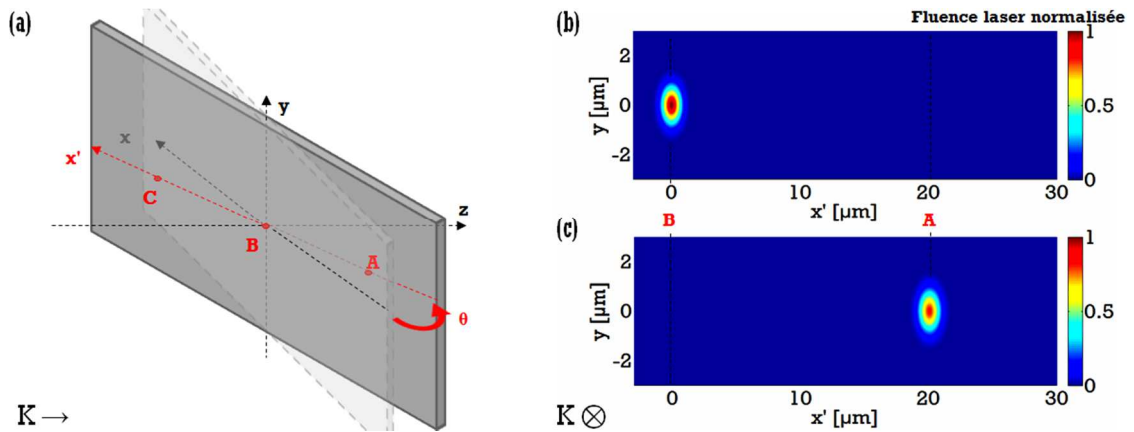 (a)
y
x
x'
C
z
B
A
θ
K →
Fluence laser normalisée
(b)
y [µm]
2
0
-2
0
10
20
30
x' [µm]
1
0.5
0
B
A
(c)
y [µm]
2
0
-2
0
10
20
30
x' [µm]
1
0.5
0
K ⊗